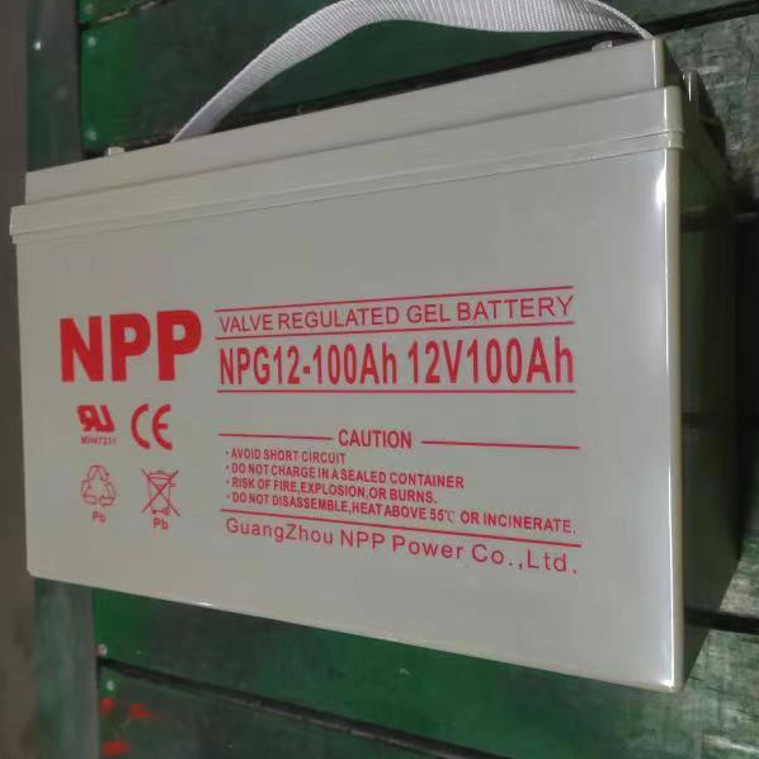 NPP
VALVE REGULATED GEL BATTERY
NPG12-100Ah 12V100Ah
CE
CAUTION
· AVOID SHORT CIRCUIT
· DO NOT CHARGE IN A SEALED CONTAINER
· RISK OF FIRE,EXPLOSION,OR BURNS.
· DO NOT DISASSEMBLE,HEAT ABOVE 55℃ OR INCINERATE.
Pb
Pb
GuangZhou NPP Power Co.,Ltd.